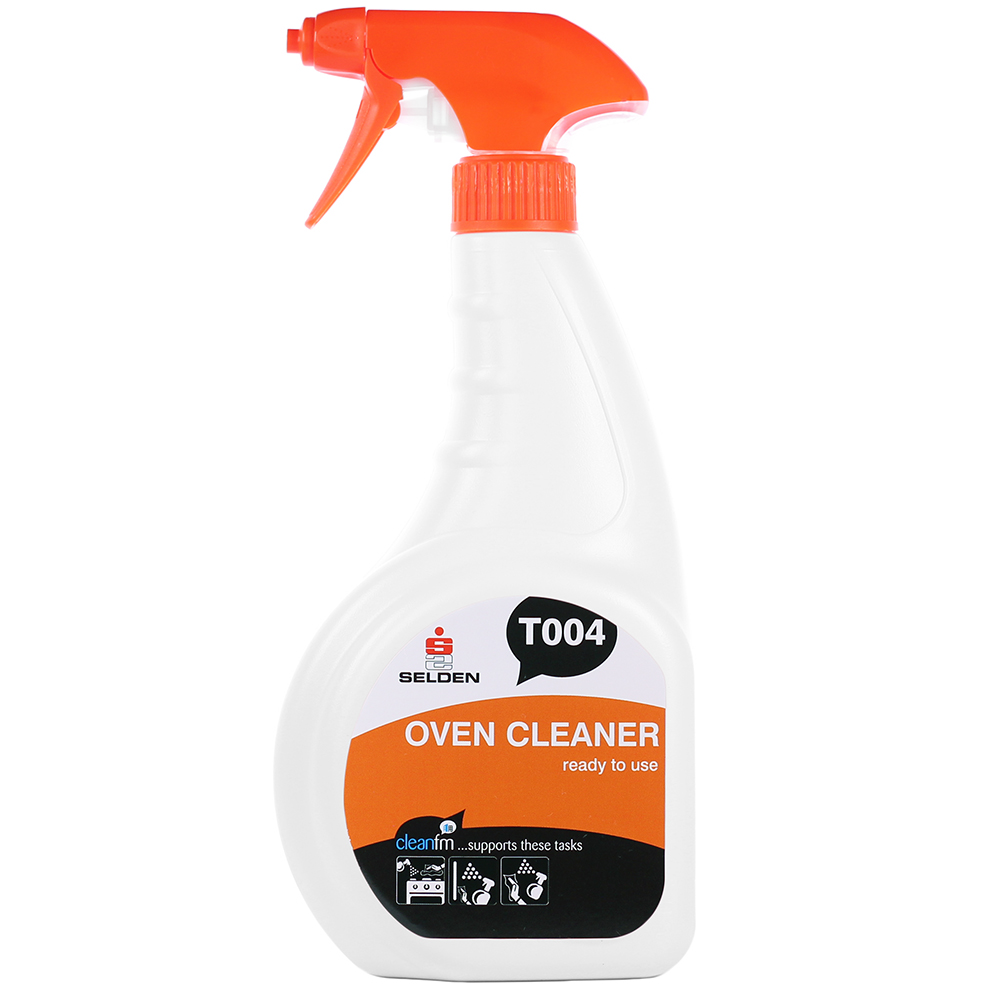 T004
SELDEN
OVEN CLEANER
ready to use
cleanfm ...supports these tasks